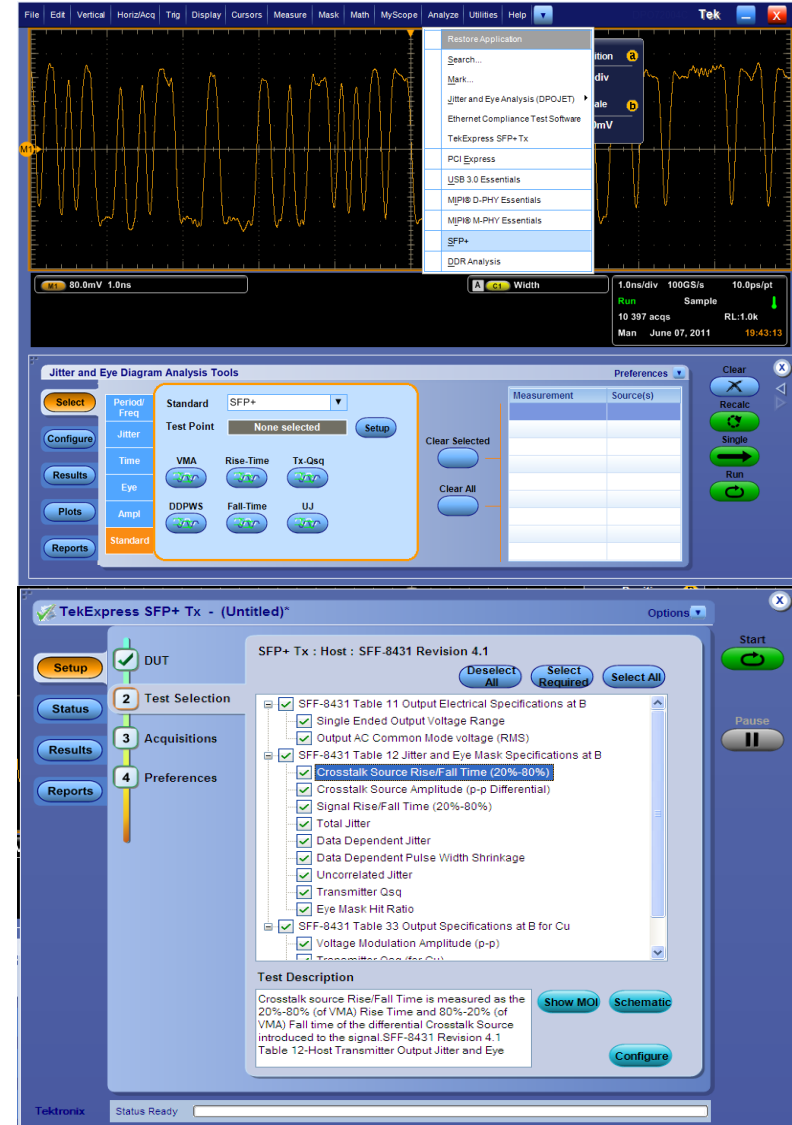 File Edit Vertical Horiz/Acq Trig Display Cursors Measure Mask Math MyScope Analyze Utilities Help Tek X
Restore Application
Search...
Mark...
Jitter and Eye Analysis (DPOJET)
Ethernet Compliance Test Software
TekExpress SFP+ Tx
PCI Express
USB 3.0 Essentials
MIPI® D-PHY Essentials
MIPI® M-PHY Essentials
SFP+
DDR Analysis
ition a
div
ale b
0mV
M1
M1 80.0mV 1.0ns
A C1 Width
1.0ns/div 100GS/s 10.0ps/pt
Run Sample
10 397 acqs RL:1.0k
Man June 07, 2011 19:43:13
Jitter and Eye Diagram Analysis Tools
Preferences
Clear
X
Select
Configure
Results
Plots
Reports
Period/
Freq
Jitter
Time
Eye
Ampl
Standard
Standard SFP+
Test Point None selected Setup
VMA Rise-Time Tx-Qsq
DDPWS Fall-Time UJ
Clear Selected
Clear All
Measurement Source(s)
Recalc
Single
Run
TekExpress SFP+ Tx - (Untitled)*
Options
X
Setup
Status
Results
Reports
DUT
2 Test Selection
3 Acquisitions
4 Preferences
SFP+ Tx : Host : SFF-8431 Revision 4.1
Deselect
All
Select
Required
Select All
SFF-8431 Table 11 Output Electrical Specifications at B
Single Ended Output Voltage Range
Output AC Common Mode voltage (RMS)
SFF-8431 Table 12 Jitter and Eye Mask Specifications at B
Crosstalk Source Rise/Fall Time (20%-80%)
Crosstalk Source Amplitude (p-p Differential)
Signal Rise/Fall Time (20%-80%)
Total Jitter
Data Dependent Jitter
Data Dependent Pulse Width Shrinkage
Uncorrelated Jitter
Transmitter Qsq
Eye Mask Hit Ratio
SFF-8431 Table 33 Output Specifications at B for Cu
Voltage Modulation Amplitude (p-p)
Transmitter Qsq (for Cu)
Test Description
Crosstalk source Rise/Fall Time is measured as the
20%-80% (of VMA) Rise Time and 80%-20% (of
VMA) Fall time of the differential Crosstalk Source
introduced to the signal.SFF-8431 Revision 4.1
Table 12-Host Transmitter Output Jitter and Eye
Show MOI
Schematic
Configure
Start
Pause
Tektronix Status Ready